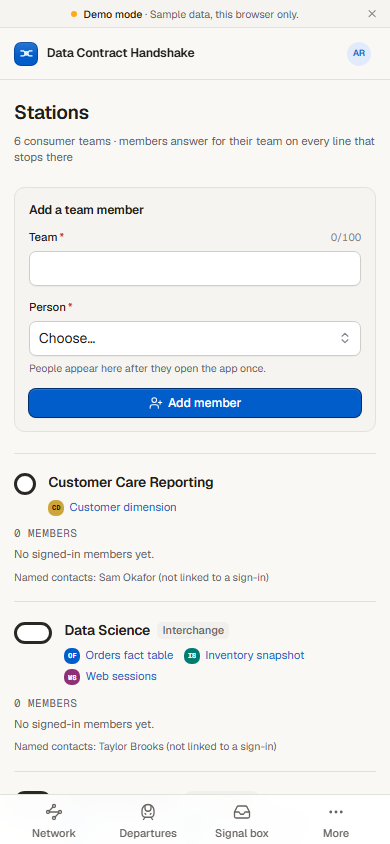 Demo mode · Sample data, this browser only.
Data Contract Handshake
AR
Stations
6 consumer teams · members answer for their team on every line that
stops there
Add a team member
Team *
0/100
Person *
Choose...
People appear here after they open the app once.
Add member
Customer Care Reporting
CD Customer dimension
0 MEMBERS
No signed-in members yet.
Named contacts: Sam Okafor (not linked to a sign-in)
Data Science Interchange
OF Orders fact table IS Inventory snapshot
WS Web sessions
0 MEMBERS
No signed-in members yet.
Named contacts: Taylor Brooks (not linked to a sign-in)
Network Departures Signal box More